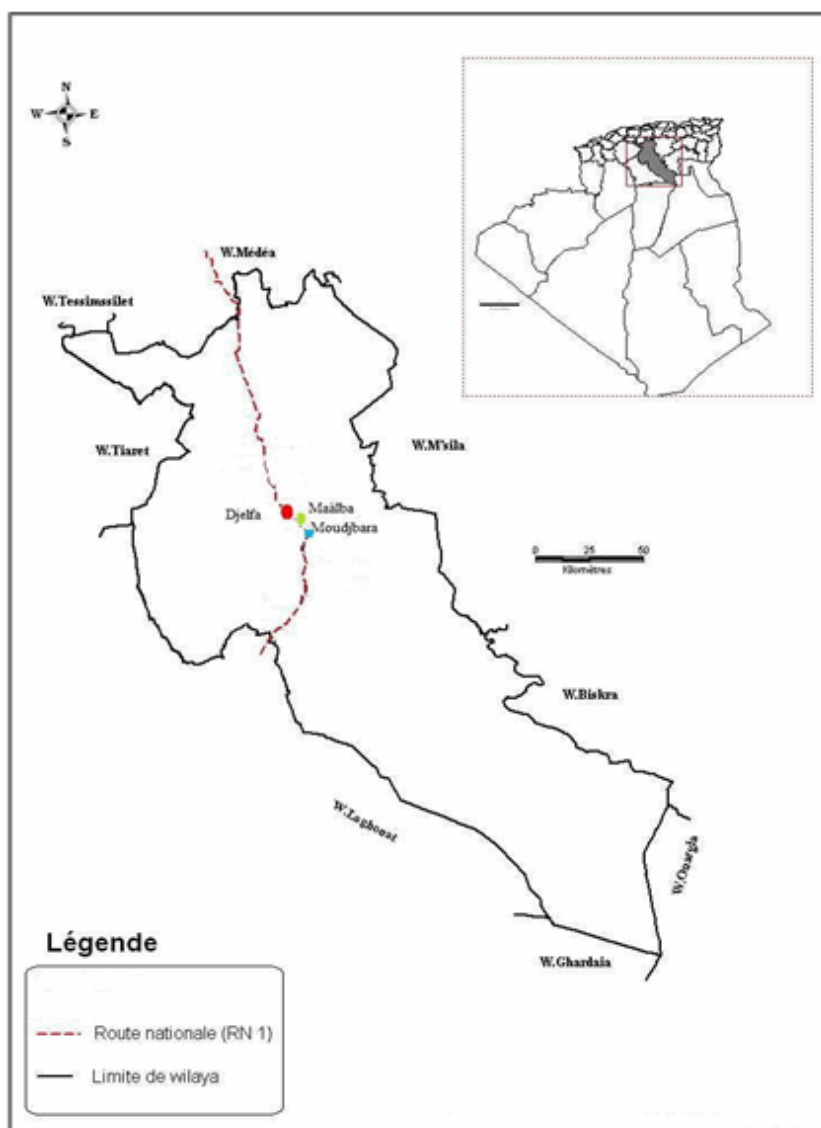 N
W E
S
W.Médéa
W.Tessimssilet
W.Tiaret
W.M'sila
Djelfa
Maâlba
Moudjbara
0 25 50
Kilomètres
W.Biskra
W.Laghouat
W.Ouargla
W.Ghardaia
Légende
Route nationale (RN 1)
Limite de wilaya